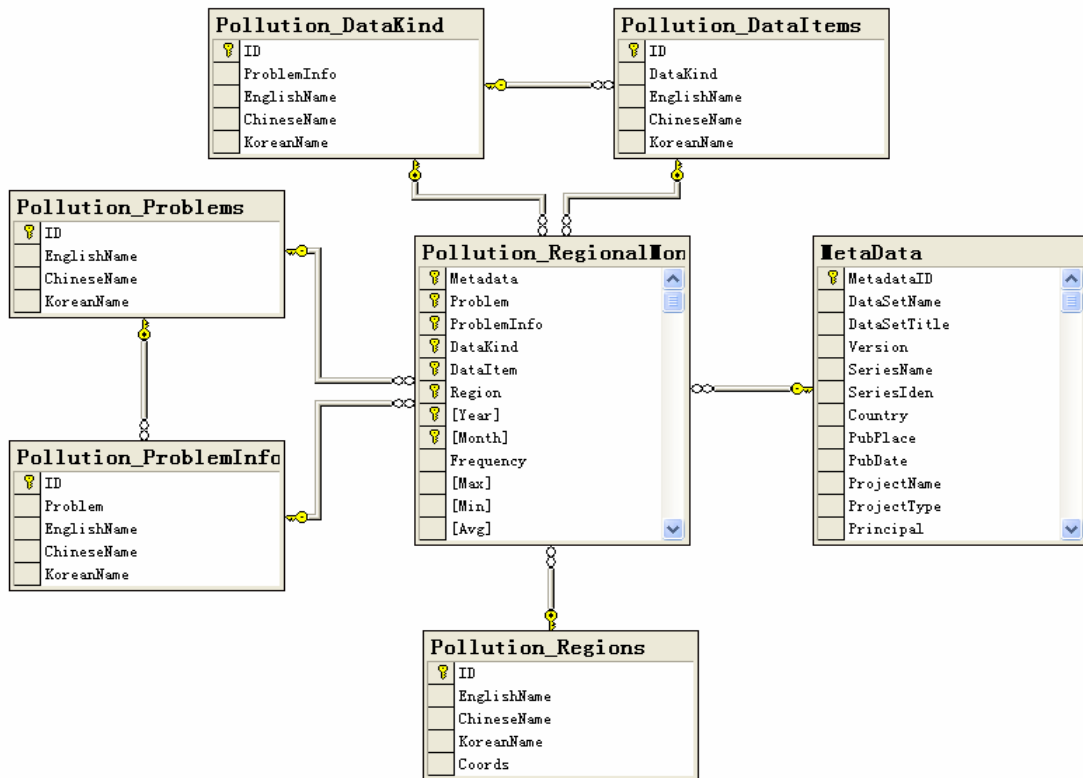 Pollution_DataKind
ID
ProblemInfo
EnglishName
ChineseName
KoreanName
Pollution_DataItems
ID
DataKind
EnglishName
ChineseName
KoreanName
Pollution_Problems
ID
EnglishName
ChineseName
KoreanName
Pollution_RegionalMon
Metadata
Problem
ProblemInfo
DataKind
DataItem
Region
[Year]
[Month]
Frequency
[Max]
[Min]
[Avg]
MetaData
MetadataID
DataSetName
DataSetTitle
Version
SeriesName
SeriesIden
Country
PubPlace
PubDate
ProjectName
ProjectType
Principal
Pollution_ProblemInfo
ID
Problem
EnglishName
ChineseName
KoreanName
Pollution_Regions
ID
EnglishName
ChineseName
KoreanName
Coords